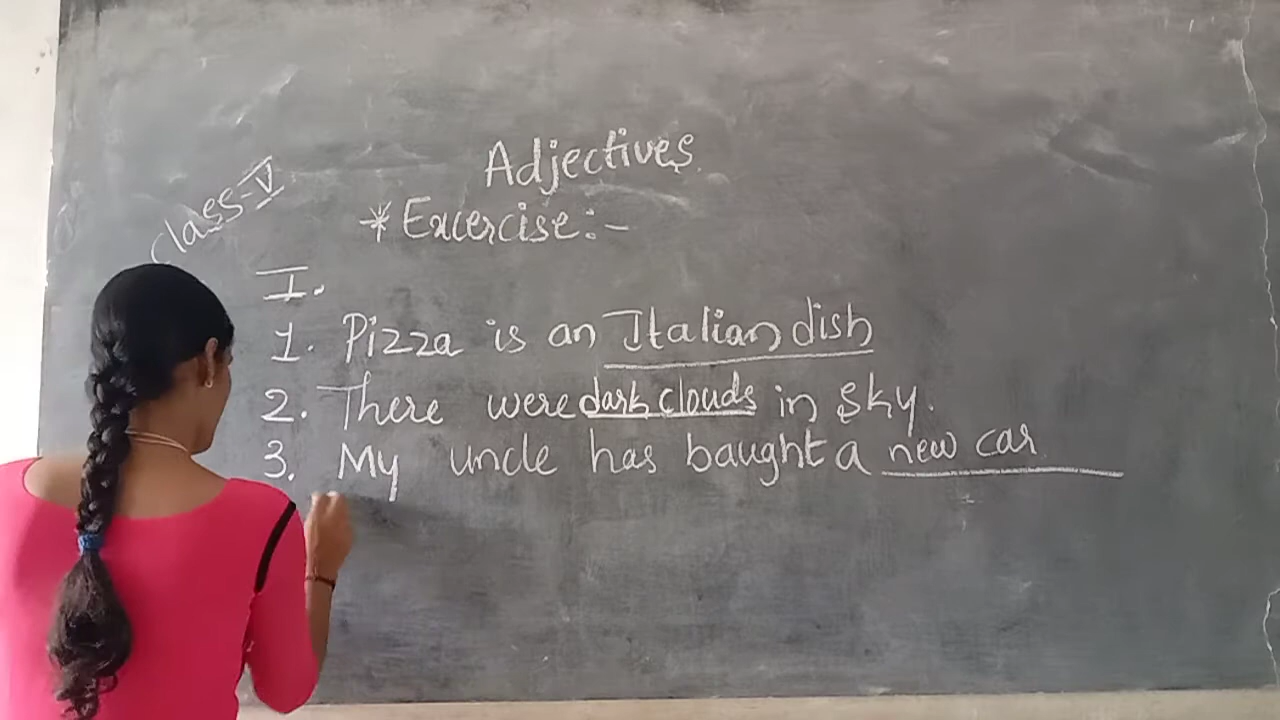 Adjectives
Class-V
* Excercise:-
I.
1. Pizza is an Italian dish
2. There were dark clouds in sky.
3. My uncle has baught a new car